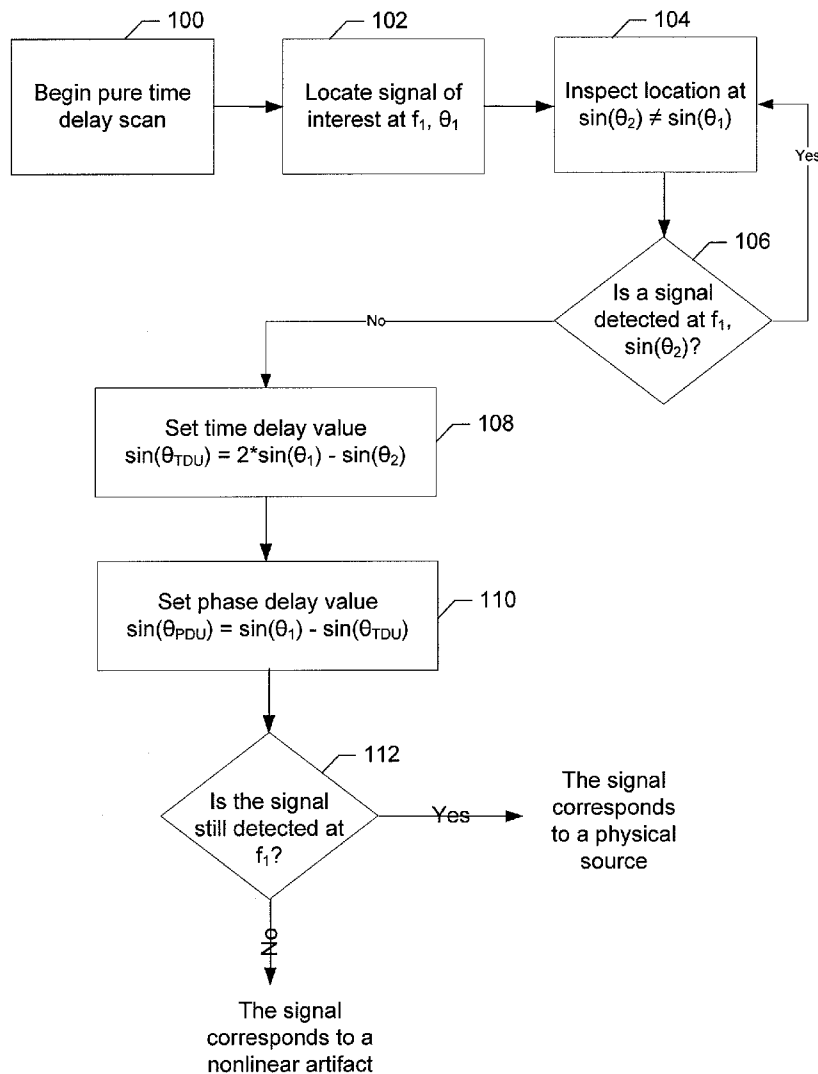 100
Begin pure time
delay scan
102
Locate signal of
interest at f₁, θ₁
104
Inspect location at
sin(θ₂) ≠ sin(θ₁)
Yes
106
Is a signal
detected at f₁,
sin(θ₂)?
No
108
Set time delay value
sin(θTDU) = 2*sin(θ₁) - sin(θ₂)
110
Set phase delay value
sin(θPDU) = sin(θ₁) - sin(θTDU)
112
Is the signal
still detected at
f₁?
Yes
The signal
corresponds
to a physical
source
No
The signal
corresponds to a
nonlinear artifact